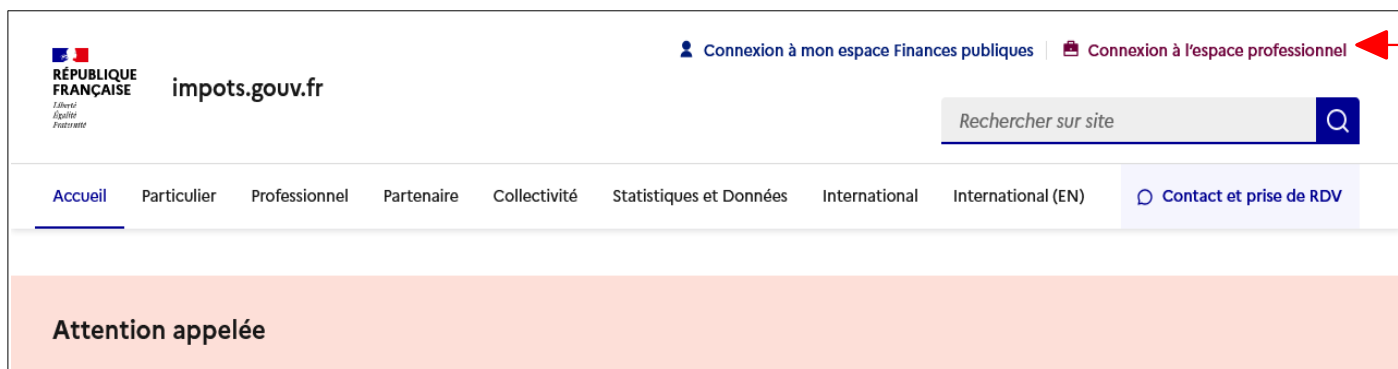 Connexion à mon espace Finances publiques
Connexion à l'espace professionnel
RÉPUBLIQUE
FRANÇAISE
Liberté
Égalité
Fraternité
impots.gouv.fr
Rechercher sur site
Accueil Particulier Professionnel Partenaire Collectivité Statistiques et Données International International (EN) Contact et prise de RDV
Attention appelée